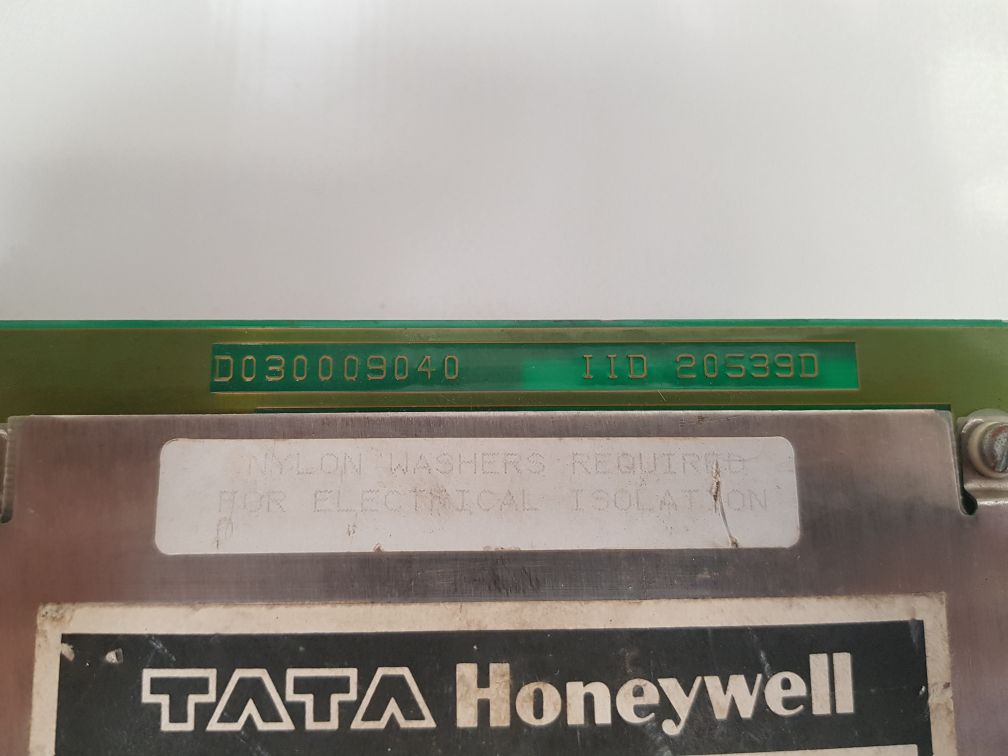 D030009040 IID 20539D
NYLON WASHERS REQUIRED
FOR ELECTRICAL ISOLATION
TATA Honeywell